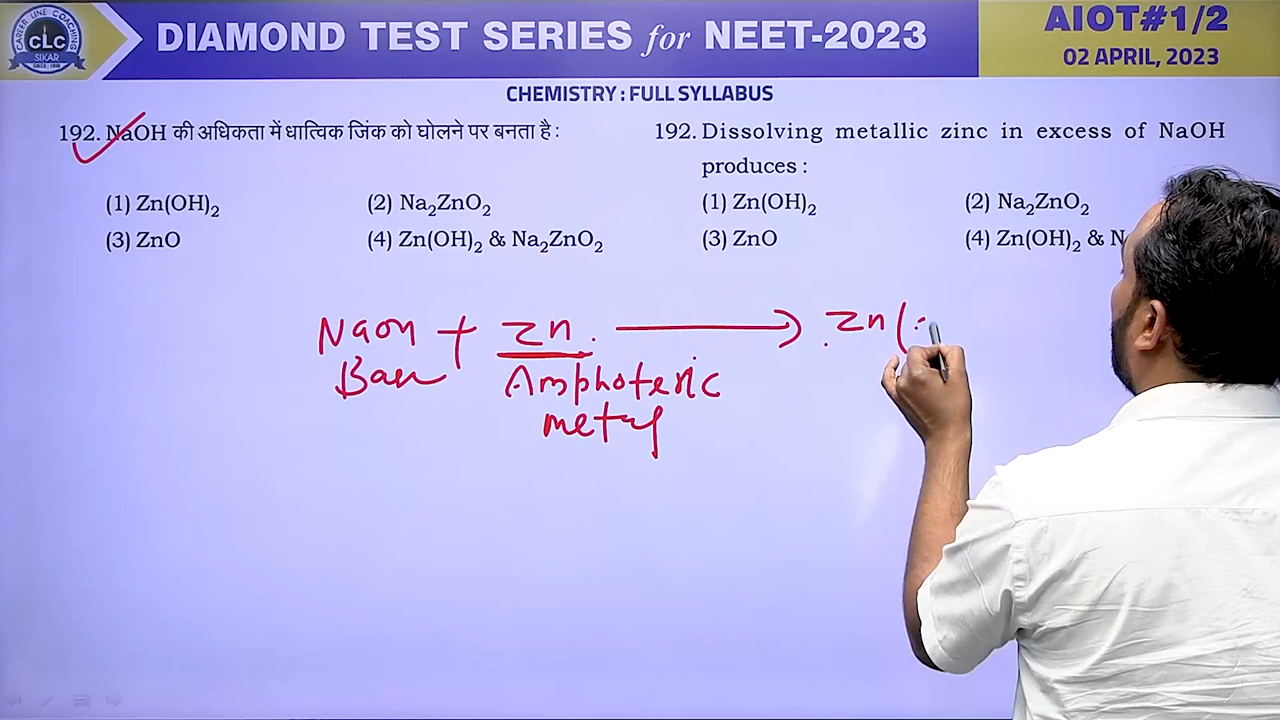 CAREER LINE COACHING
CLC
SIKAR
SINCE : 1996
DIAMOND TEST SERIES for NEET-2023
AIOT#1/2
02 APRIL, 2023
CHEMISTRY : FULL SYLLABUS
192. NaOH की अधिकता में धात्विक जिंक को घोलने पर बनता है :
(1) Zn(OH)₂ (2) Na₂ZnO₂
(3) ZnO (4) Zn(OH)₂ & Na₂ZnO₂
192. Dissolving metallic zinc in excess of NaOH
produces :
(1) Zn(OH)₂ (2) Na₂ZnO₂
(3) ZnO (4) Zn(OH)₂ & N
NaOH + Zn. ⟶ Zn(
Base Amphoteric
metal